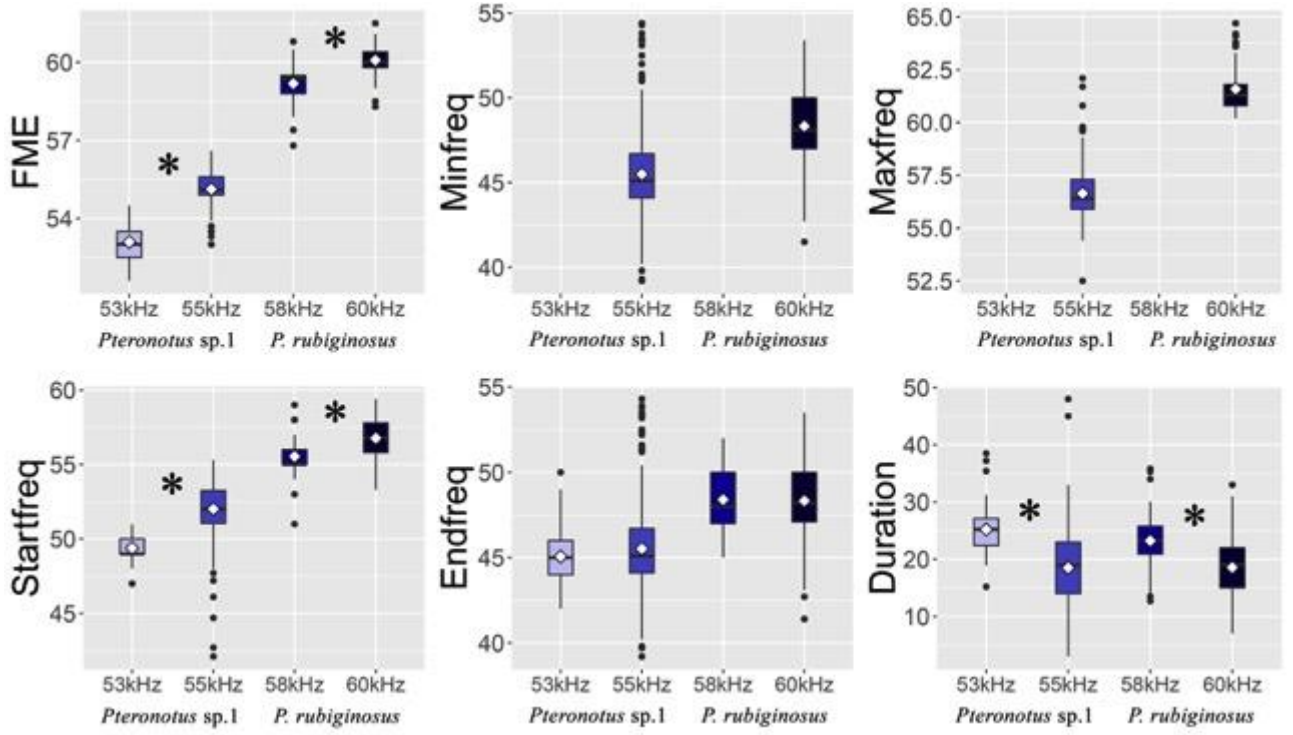 FME
60
57
54
*
*
53kHz 55kHz 58kHz 60kHz
Pteronotus sp.1 P. rubiginosus
Minfreq
55
50
45
40
53kHz 55kHz 58kHz 60kHz
Pteronotus sp.1 P. rubiginosus
Maxfreq
65.0
62.5
60.0
57.5
55.0
52.5
53kHz 55kHz 58kHz 60kHz
Pteronotus sp.1 P. rubiginosus
Startfreq
60
55
50
45
*
*
53kHz 55kHz 58kHz 60kHz
Pteronotus sp.1 P. rubiginosus
Endfreq
55
50
45
40
53kHz 55kHz 58kHz 60kHz
Pteronotus sp.1 P. rubiginosus
Duration
50
40
30
20
10
*
*
53kHz 55kHz 58kHz 60kHz
Pteronotus sp.1 P. rubiginosus